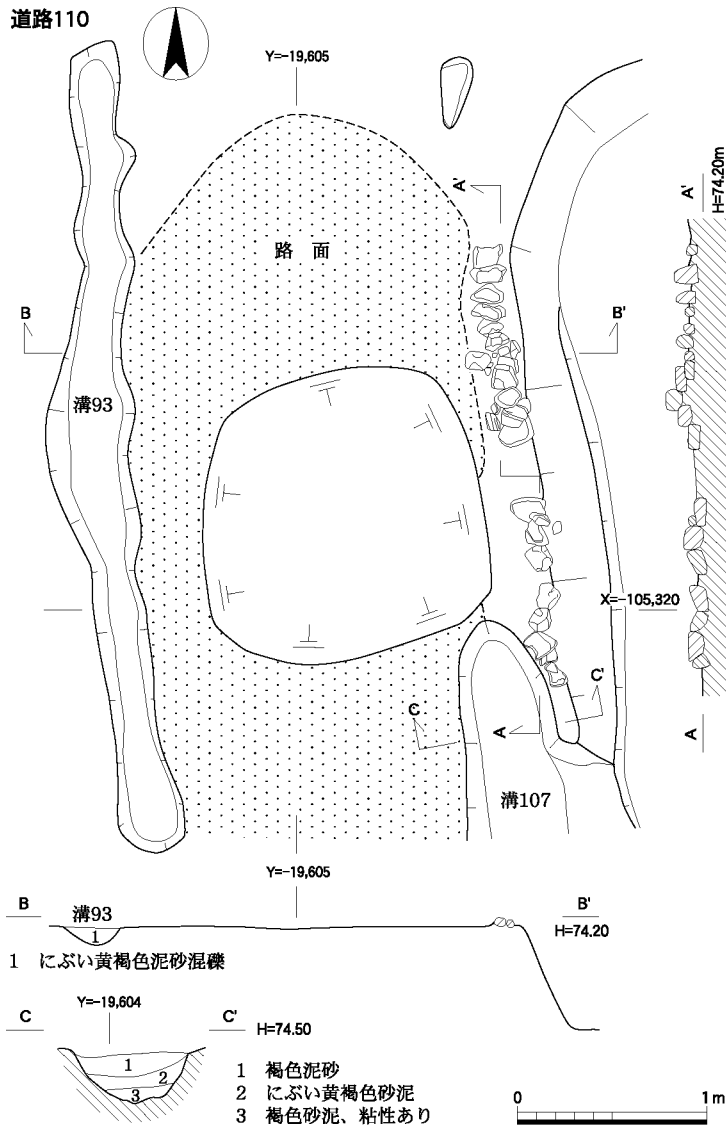 道路110
Y=-19,605
A'
A'
H=74.20m
路 面
B
B'
溝93
X=-105,320
C'
C
A
A
溝107
Y=-19,605
B
溝93
B'
H=74.20
1
1 にぶい黄褐色泥砂混礫
Y=-19,604
C
C'
H=74.50
1
2
3
1 褐色泥砂
2 にぶい黄褐色砂泥
3 褐色砂泥、粘性あり
0
1m